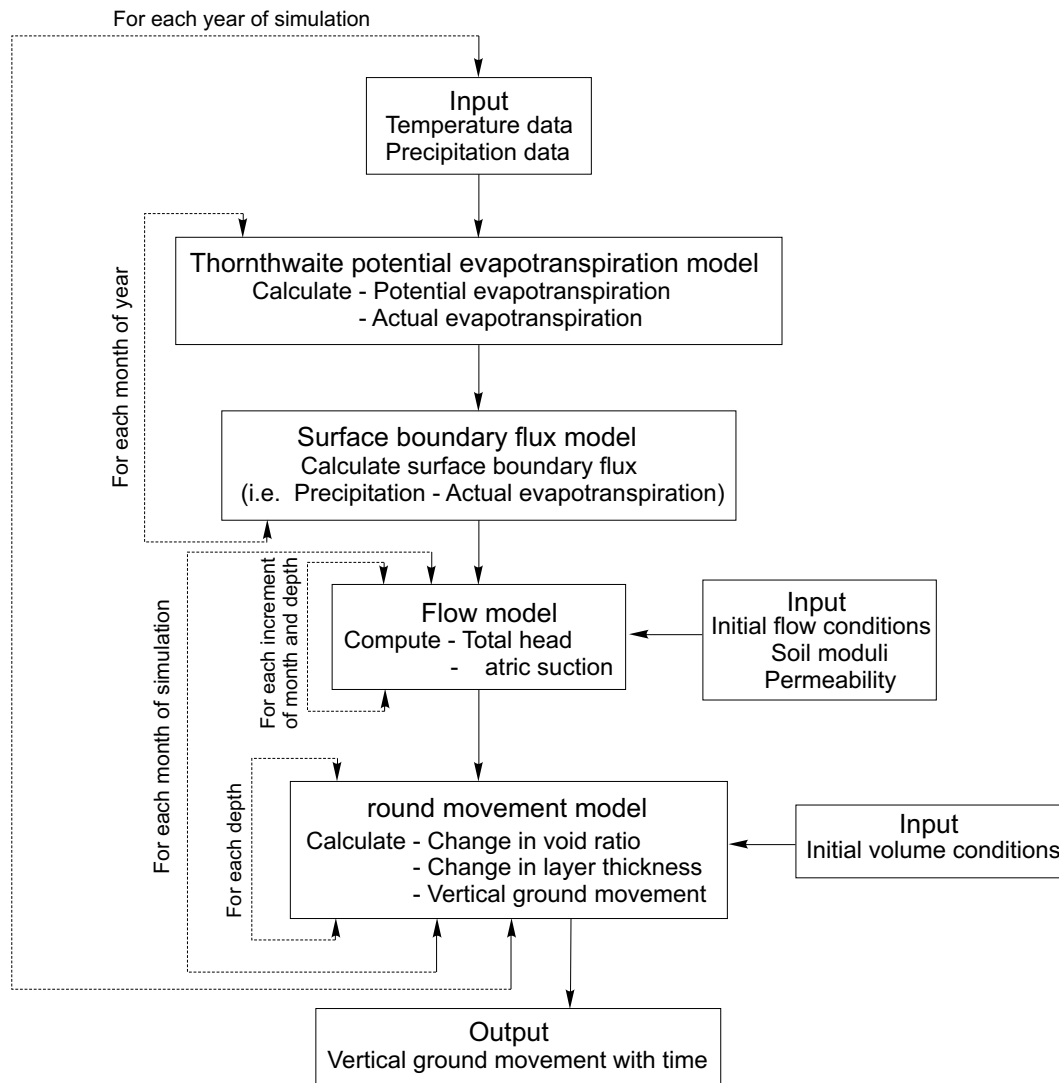 For each year of simulation
Input
Temperature data
Precipitation data
For each month of year
Thornthwaite potential evapotranspiration model
Calculate - Potential evapotranspiration
- Actual evapotranspiration
Surface boundary flux model
Calculate surface boundary flux
(i.e. Precipitation - Actual evapotranspiration)
For each month of simulation
For each increment
of month and depth
Flow model
Compute - Total head
- atric suction
Input
Initial flow conditions
Soil moduli
Permeability
For each depth
round movement model
Calculate - Change in void ratio
- Change in layer thickness
- Vertical ground movement
Input
Initial volume conditions
Output
Vertical ground movement with time